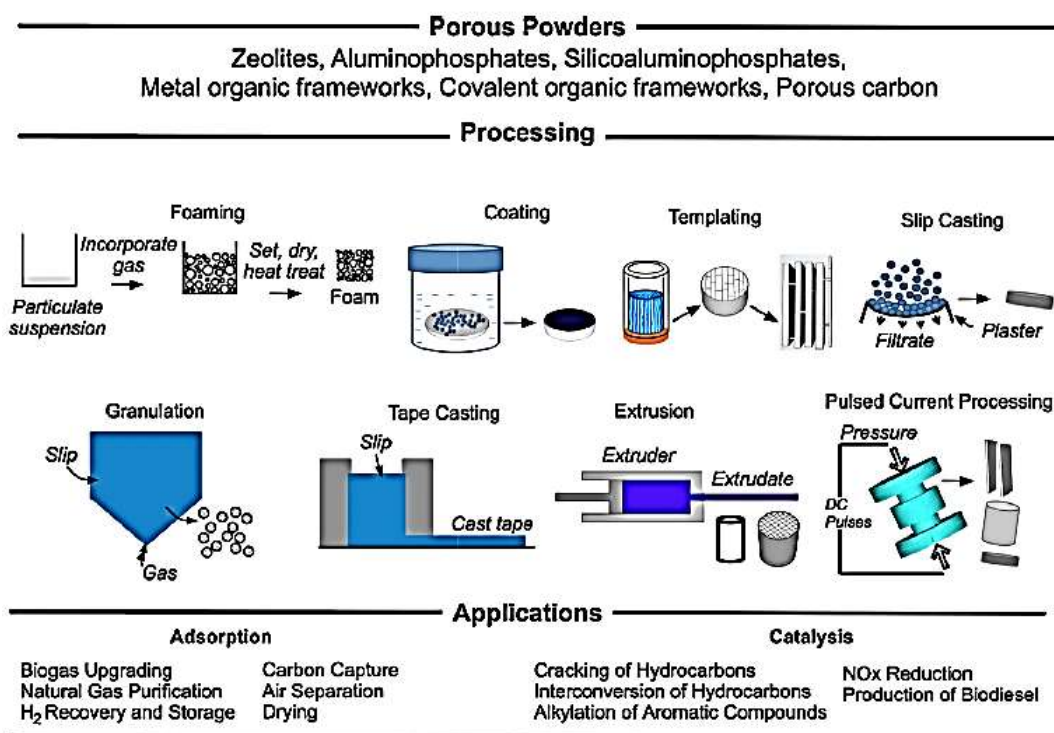 Porous Powders
Zeolites, Aluminophosphates, Silicoaluminophosphates,
Metal organic frameworks, Covalent organic frameworks, Porous carbon
Processing
Foaming
Incorporate
gas
Set, dry,
heat treat
Particulate
suspension
Foam
Coating
Templating
Slip Casting
Filtrate
Plaster
Granulation
Slip
Gas
Tape Casting
Slip
Cast tape
Extrusion
Extruder
Extrudate
Pulsed Current Processing
Pressure
DC
Pulses
Applications
Adsorption
Biogas Upgrading
Natural Gas Purification
H2 Recovery and Storage
Carbon Capture
Air Separation
Drying
Catalysis
Cracking of Hydrocarbons
Interconversion of Hydrocarbons
Alkylation of Aromatic Compounds
NOx Reduction
Production of Biodiesel